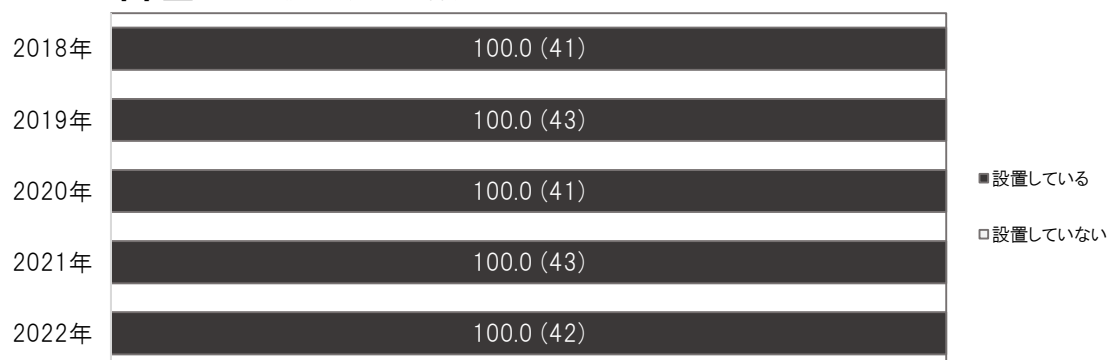 2018年 100.0 (41)
2019年 100.0 (43)
2020年 100.0 (41)
2021年 100.0 (43)
2022年 100.0 (42)
■設置している
□設置していない